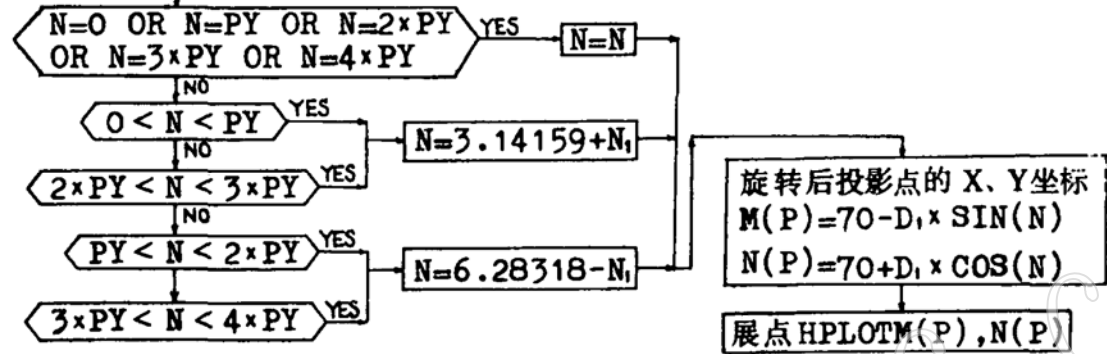 N=0 OR N=PY OR N=2×PY
OR N=3×PY OR N=4×PY
YES
N=N
NO
0 < N < PY
YES
N=3.14159+N₁
NO
2×PY < N < 3×PY
YES
NO
PY < N < 2×PY
YES
N=6.28318-N₁
3×PY < N < 4×PY
YES
旋转后投影点的 X、Y坐标
M(P)=70-D₁×SIN(N)
N(P)=70+D₁×COS(N)
展点HPLOTM(P),N(P)